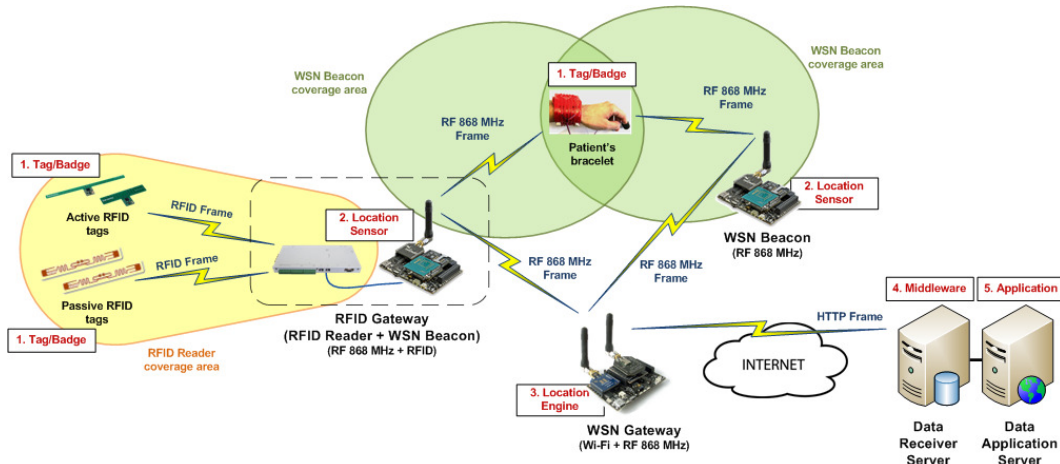 WSN Beacon
coverage area
WSN Beacon
coverage area
1. Tag/Badge
RF 868 MHz
Frame
RF 868 MHz
Frame
Patient's
bracelet
1. Tag/Badge
Active RFID
tags
RFID Frame
2. Location
Sensor
2. Location
Sensor
WSN Beacon
(RF 868 MHz)
RFID Frame
Passive RFID
tags
1. Tag/Badge
RFID Reader
coverage area
RFID Gateway
(RFID Reader + WSN Beacon)
(RF 868 MHz + RFID)
RF 868 MHz
Frame
RF 868 MHz
Frame
3. Location
Engine
WSN Gateway
(Wi-Fi + RF 868 MHz)
HTTP Frame
INTERNET
4. Middleware
5. Application
Data
Receiver
Server
Data
Application
Server